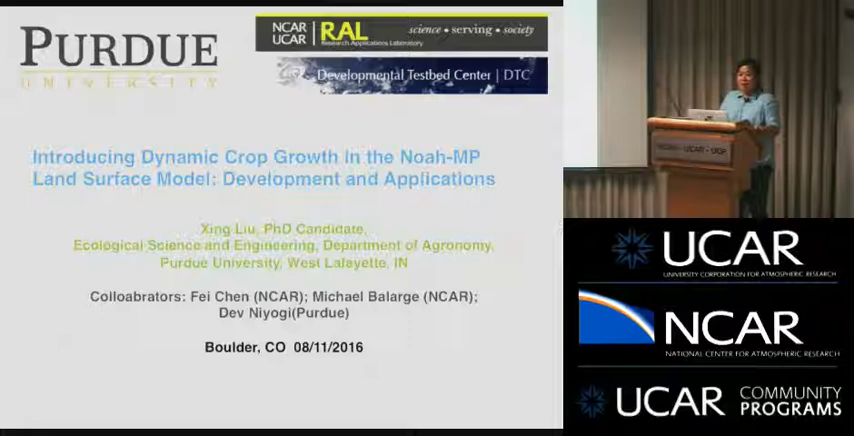 PURDUE
UNIVERSITY
NCAR
UCAR
RAL
Research Applications Laboratory
science • serving • society
Developmental Testbed Center | DTC
Introducing Dynamic Crop Growth in the Noah-MP
Land Surface Model: Development and Applications
Xing Liu, PhD Candidate,
Ecological Science and Engineering, Department of Agronomy,
Purdue University, West Lafayette, IN
Colloabrators: Fei Chen (NCAR); Michael Balarge (NCAR);
Dev Niyogi(Purdue)
Boulder, CO 08/11/2016
UCAR
UNIVERSITY CORPORATION FOR ATMOSPHERIC RESEARCH
NCAR
NATIONAL CENTER FOR ATMOSPHERIC RESEARCH
UCAR
COMMUNITY
PROGRAMS